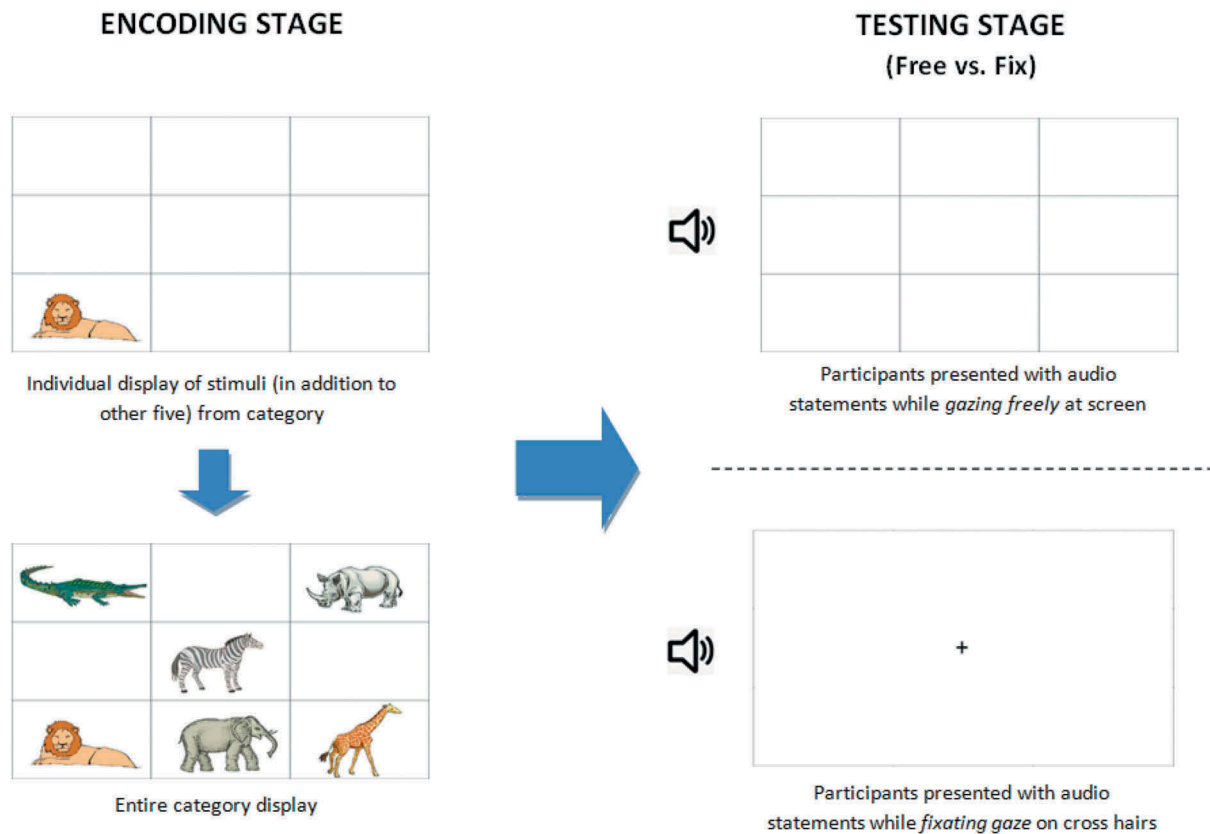 ENCODING STAGE
Individual display of stimuli (in addition to
other five) from category
Entire category display
TESTING STAGE
(Free vs. Fix)
Participants presented with audio
statements while gazing freely at screen
+
Participants presented with audio
statements while fixating gaze on cross hairs